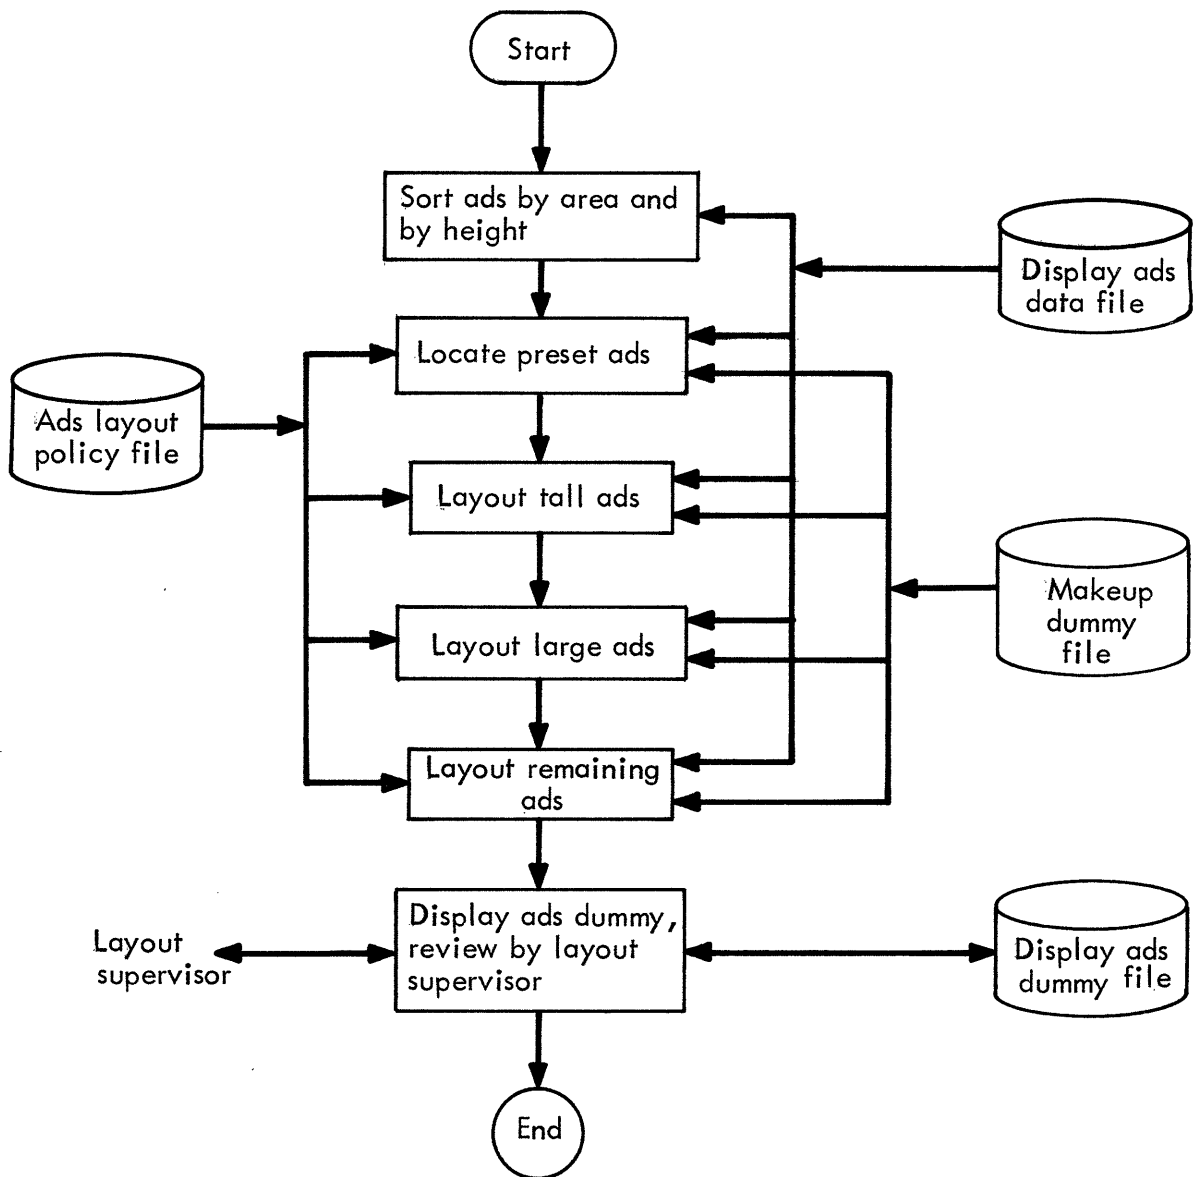 Start
Sort ads by area and
by height
Display ads
data file
Locate preset ads
Ads layout
policy file
Layout tall ads
Makeup
dummy
file
Layout large ads
Layout remaining
ads
Display ads dummy,
review by layout
supervisor
Layout
supervisor
Display ads
dummy file
End